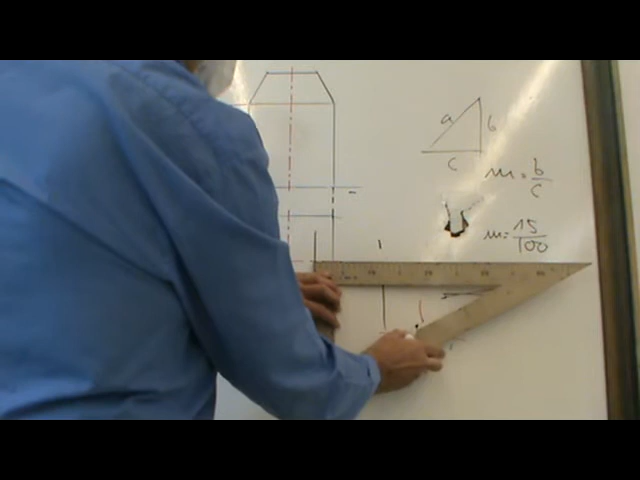 a
b
c
m = b/c
m = 15/100